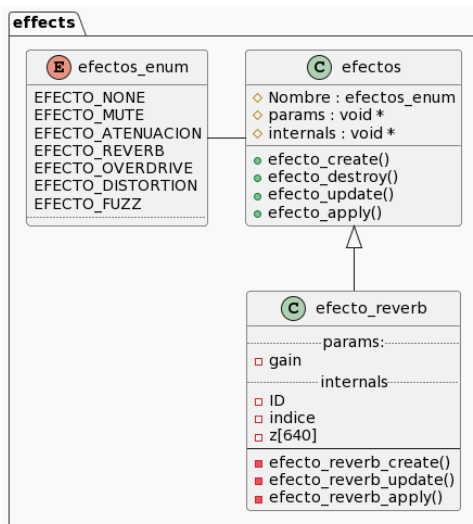 effects
E efectos_enum
EFECTO_NONE
EFECTO_MUTE
EFECTO_ATENUACION
EFECTO_REVERB
EFECTO_OVERDRIVE
EFECTO_DISTORTION
EFECTO_FUZZ
C efectos
Nombre : efectos_enum
params : void *
internals : void *
efecto_create()
efecto_destroy()
efecto_update()
efecto_apply()
C efecto_reverb
params:
gain
internals
ID
indice
z[640]
efecto_reverb_create()
efecto_reverb_update()
efecto_reverb_apply()